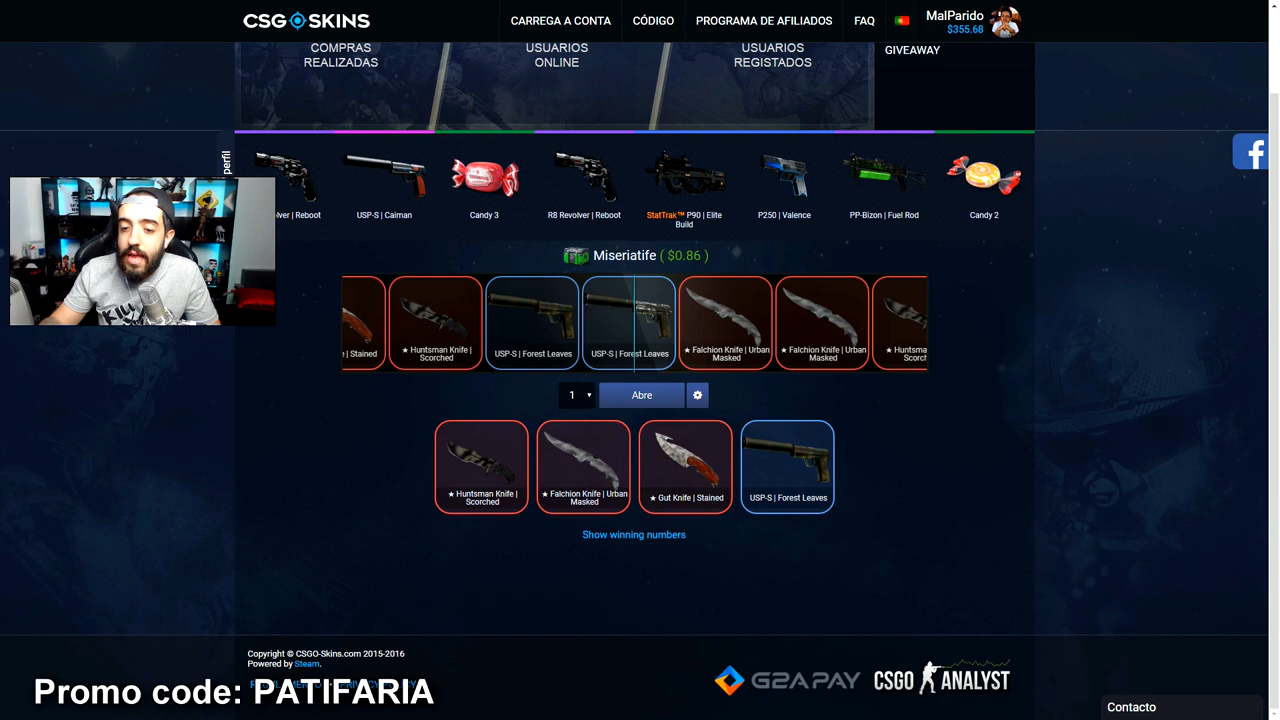 CSGO SKINS
CARREGA A CONTA
CÓDIGO
PROGRAMA DE AFILIADOS
FAQ
MalParido
$355.68
COMPRAS
REALIZADAS
USUARIOS
ONLINE
USUARIOS
REGISTADOS
GIVEAWAY
perfil
lver | Reboot
USP-S | Caiman
Candy 3
R8 Revolver | Reboot
StatTrak™ P90 | Elite
Build
P250 | Valence
PP-Bizon | Fuel Rod
Candy 2
Miseriatife ( $0.86 )
e | Stained
★ Huntsman Knife |
Scorched
USP-S | Forest Leaves
USP-S | Forest Leaves
★ Falchion Knife | Urban
Masked
★ Falchion Knife | Urban
Masked
★ Huntsma
Scorch
1
Abre
★ Huntsman Knife |
Scorched
★ Falchion Knife | Urban
Masked
★ Gut Knife | Stained
USP-S | Forest Leaves
Show winning numbers
Copyright © CSGO-Skins.com 2015-2016
Powered by Steam.
Promo code: PATIFARIA
G2APAY
CSGO ANALYST
Contacto